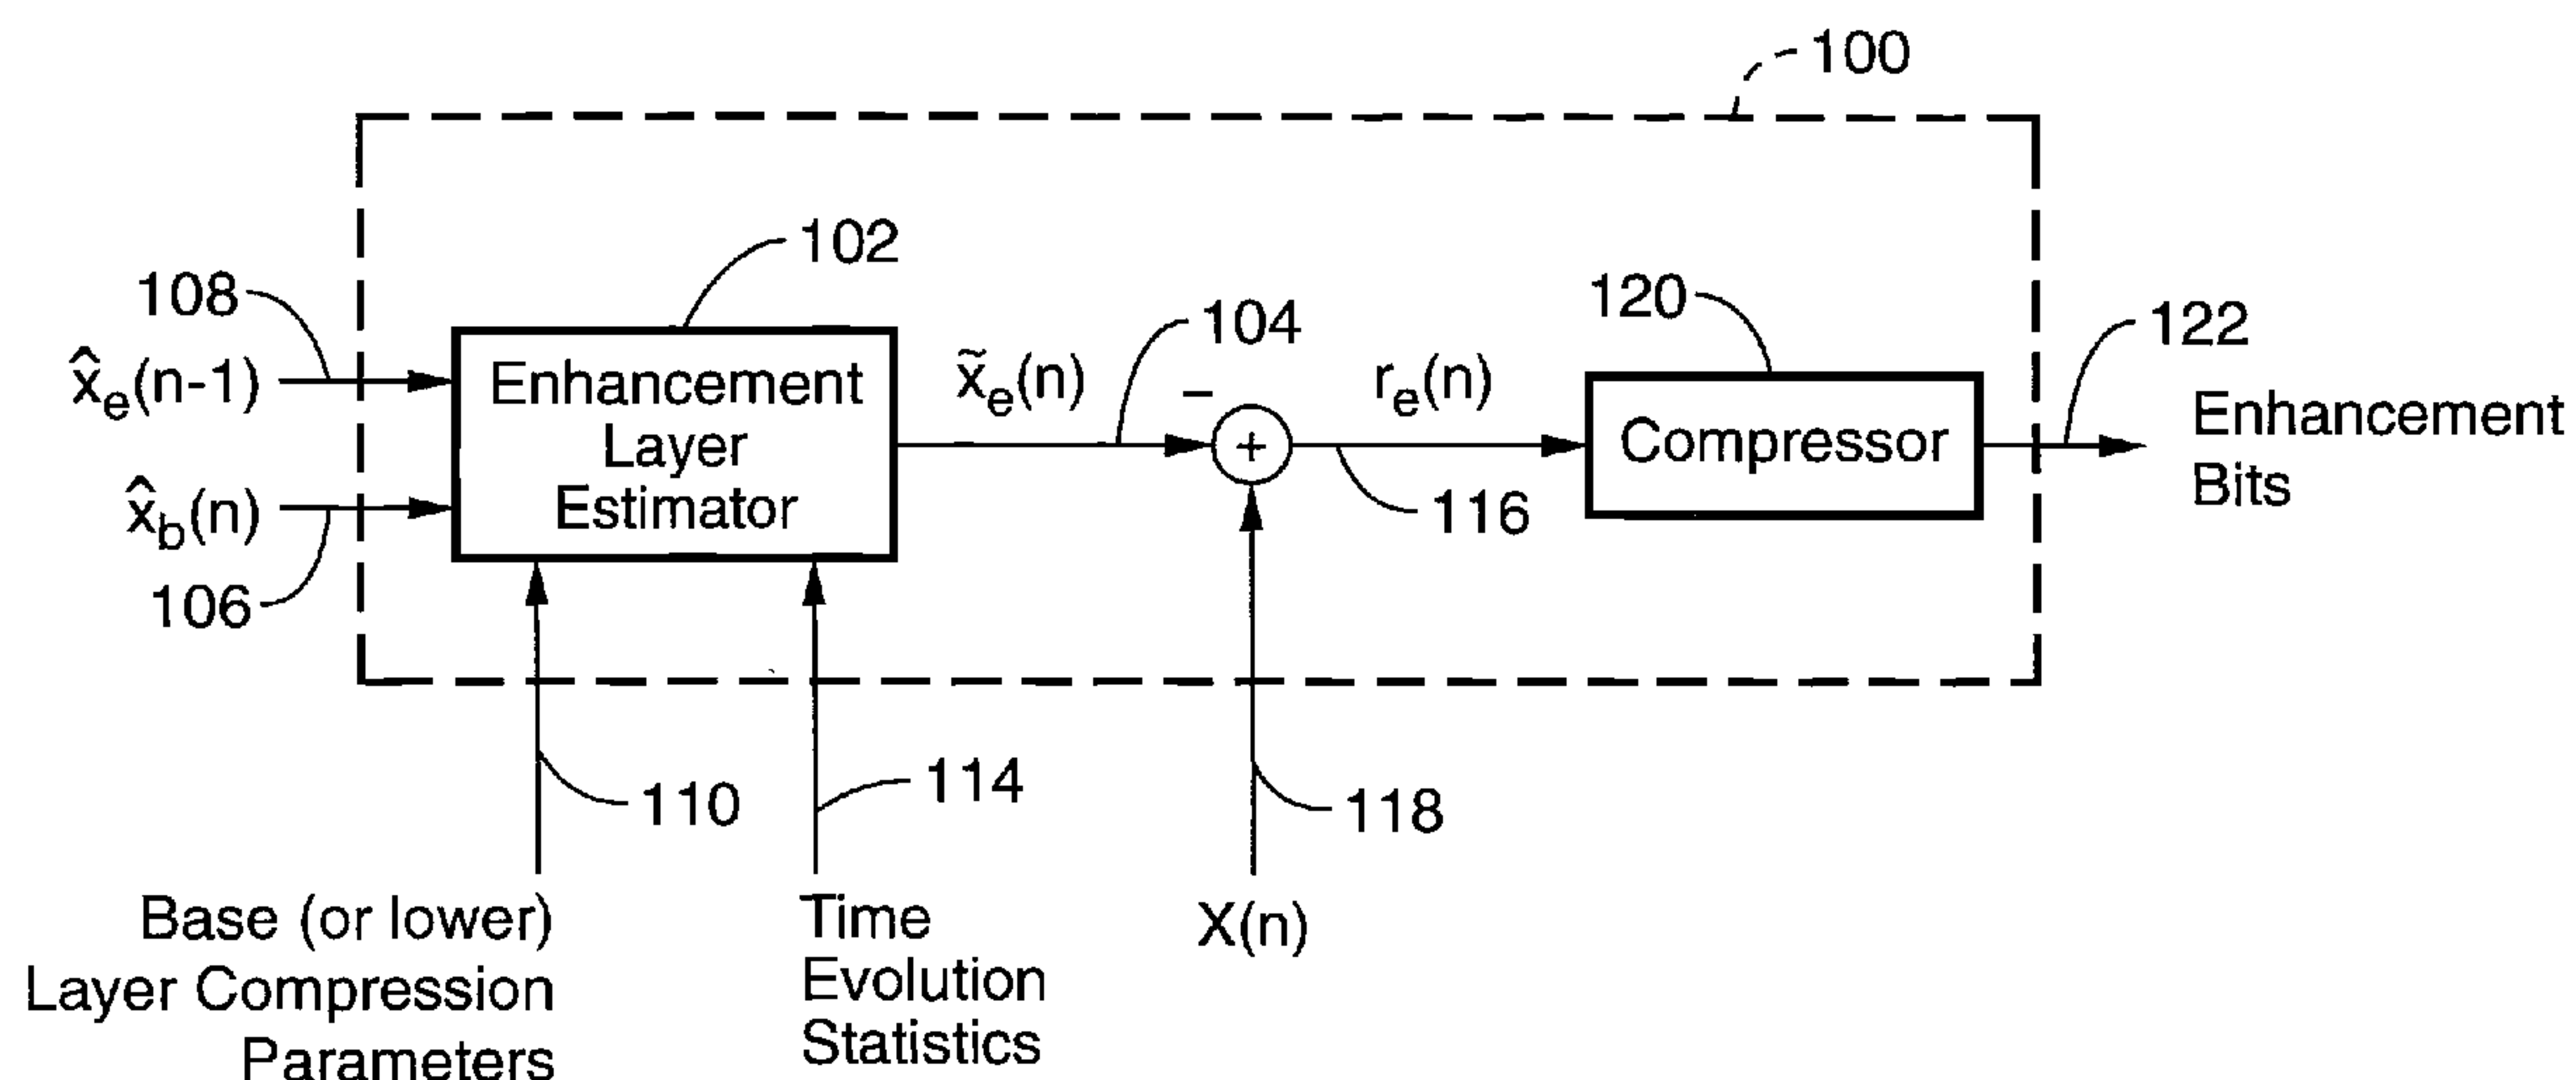 100
102
108
104
120
122
x̂e(n-1)
Enhancement
Layer
Estimator
x̃e(n)
−
+
re(n)
Compressor
Enhancement
Bits
x̂b(n)
116
106
110
114
118
Base (or lower)
Layer Compression
Parameters
Time
Evolution
Statistics
X(n)